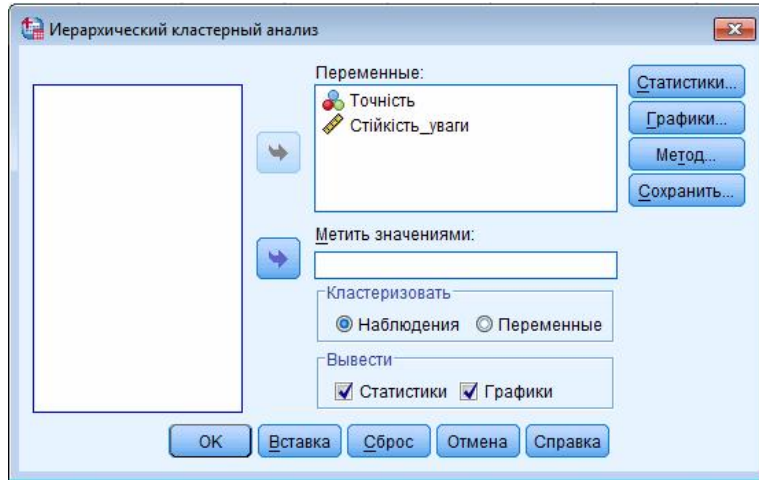 Иерархический кластерный анализ
Переменные:
Точність
Стійкість_уваги
Статистики...
Графики...
Метод...
Сохранить...
Метить значениями:
Кластеризовать
Наблюдения Переменные
Вывести
Статистики Графики
OK Вставка Сброс Отмена Справка